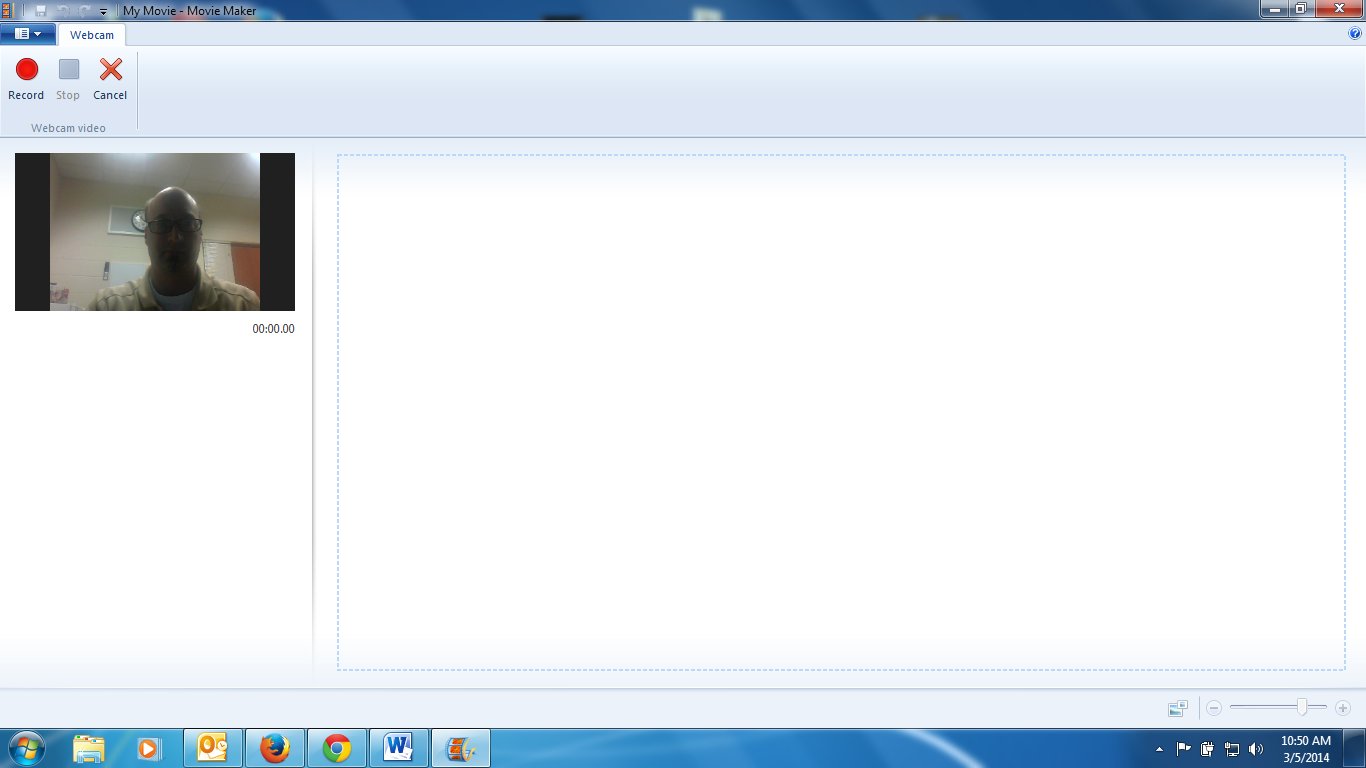 My Movie - Movie Maker
Webcam
Record Stop Cancel
Webcam video
00:00.00
10:50 AM
3/5/2014